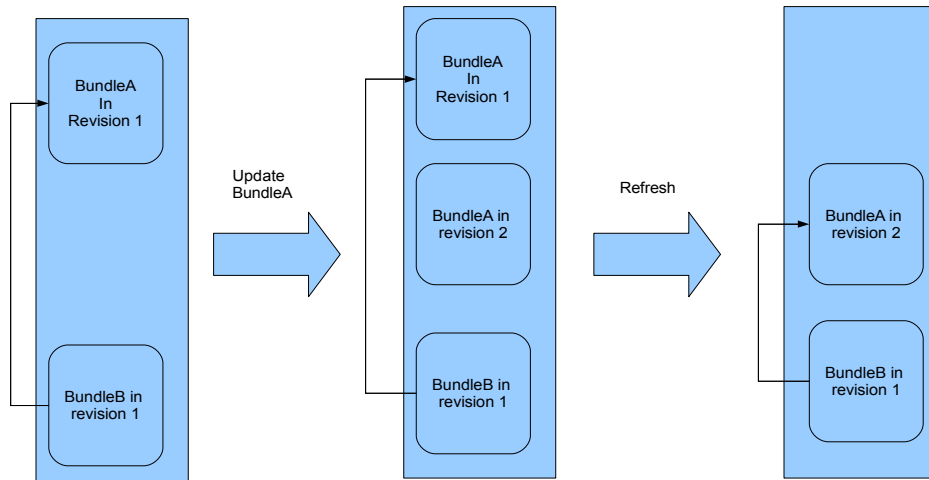 BundleA
In
Revision 1
BundleB in
revision 1
Update
BundleA
BundleA
In
Revision 1
BundleA in
revision 2
BundleB in
revision 1
Refresh
BundleA in
revision 2
BundleB in
revision 1